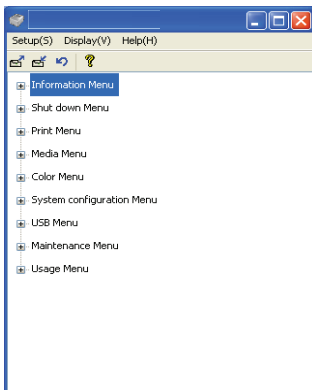 Setup(S) Display(V) Help(H)
Information Menu
Shut down Menu
Print Menu
Media Menu
Color Menu
System configuration Menu
USB Menu
Maintenance Menu
Usage Menu